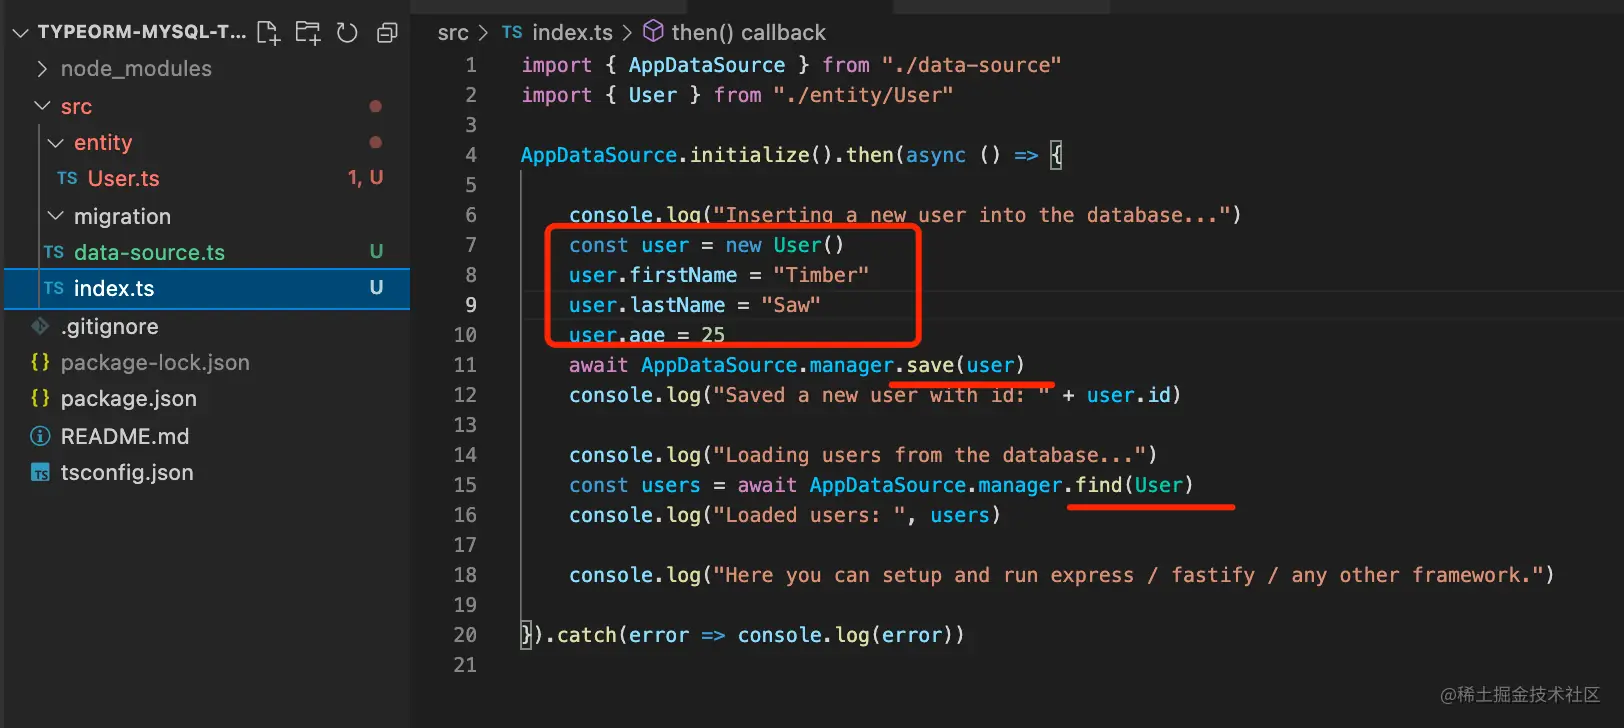 TYPEORM-MYSQL-T...
node_modules
src
entity
TS User.ts 1, U
migration
TS data-source.ts U
TS index.ts U
.gitignore
{} package-lock.json
{} package.json
README.md
TS tsconfig.json
src > TS index.ts > then() callback
1 import { AppDataSource } from "./data-source"
2 import { User } from "./entity/User"
3
4 AppDataSource.initialize().then(async () => {
5
6 console.log("Inserting a new user into the database...")
7 const user = new User()
8 user.firstName = "Timber"
9 user.lastName = "Saw"
10 user.age = 25
11 await AppDataSource.manager.save(user)
12 console.log("Saved a new user with id: " + user.id)
13
14 console.log("Loading users from the database...")
15 const users = await AppDataSource.manager.find(User)
16 console.log("Loaded users: ", users)
17
18 console.log("Here you can setup and run express / fastify / any other framework.")
19
20 }).catch(error => console.log(error))
21
@稀土掘金技术社区